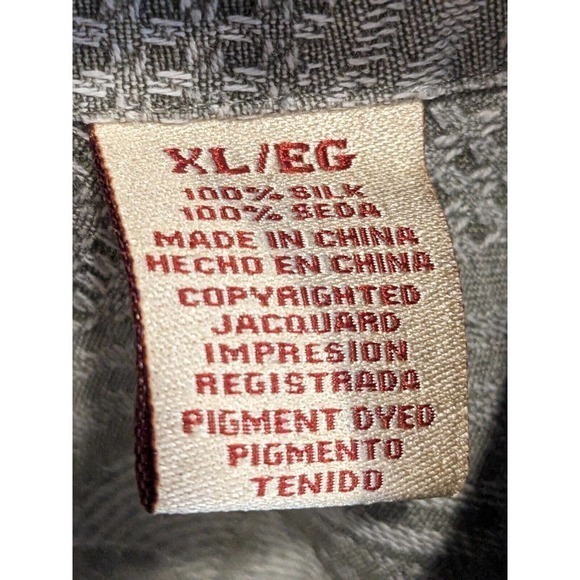 XL/EG
100% SILK
100% SEDA
MADE IN CHINA
HECHO EN CHINA
COPYRIGHTED
JACQUARD
IMPRESION
REGISTRADA
PIGMENT DYED
PIGMENTO
TENIDO